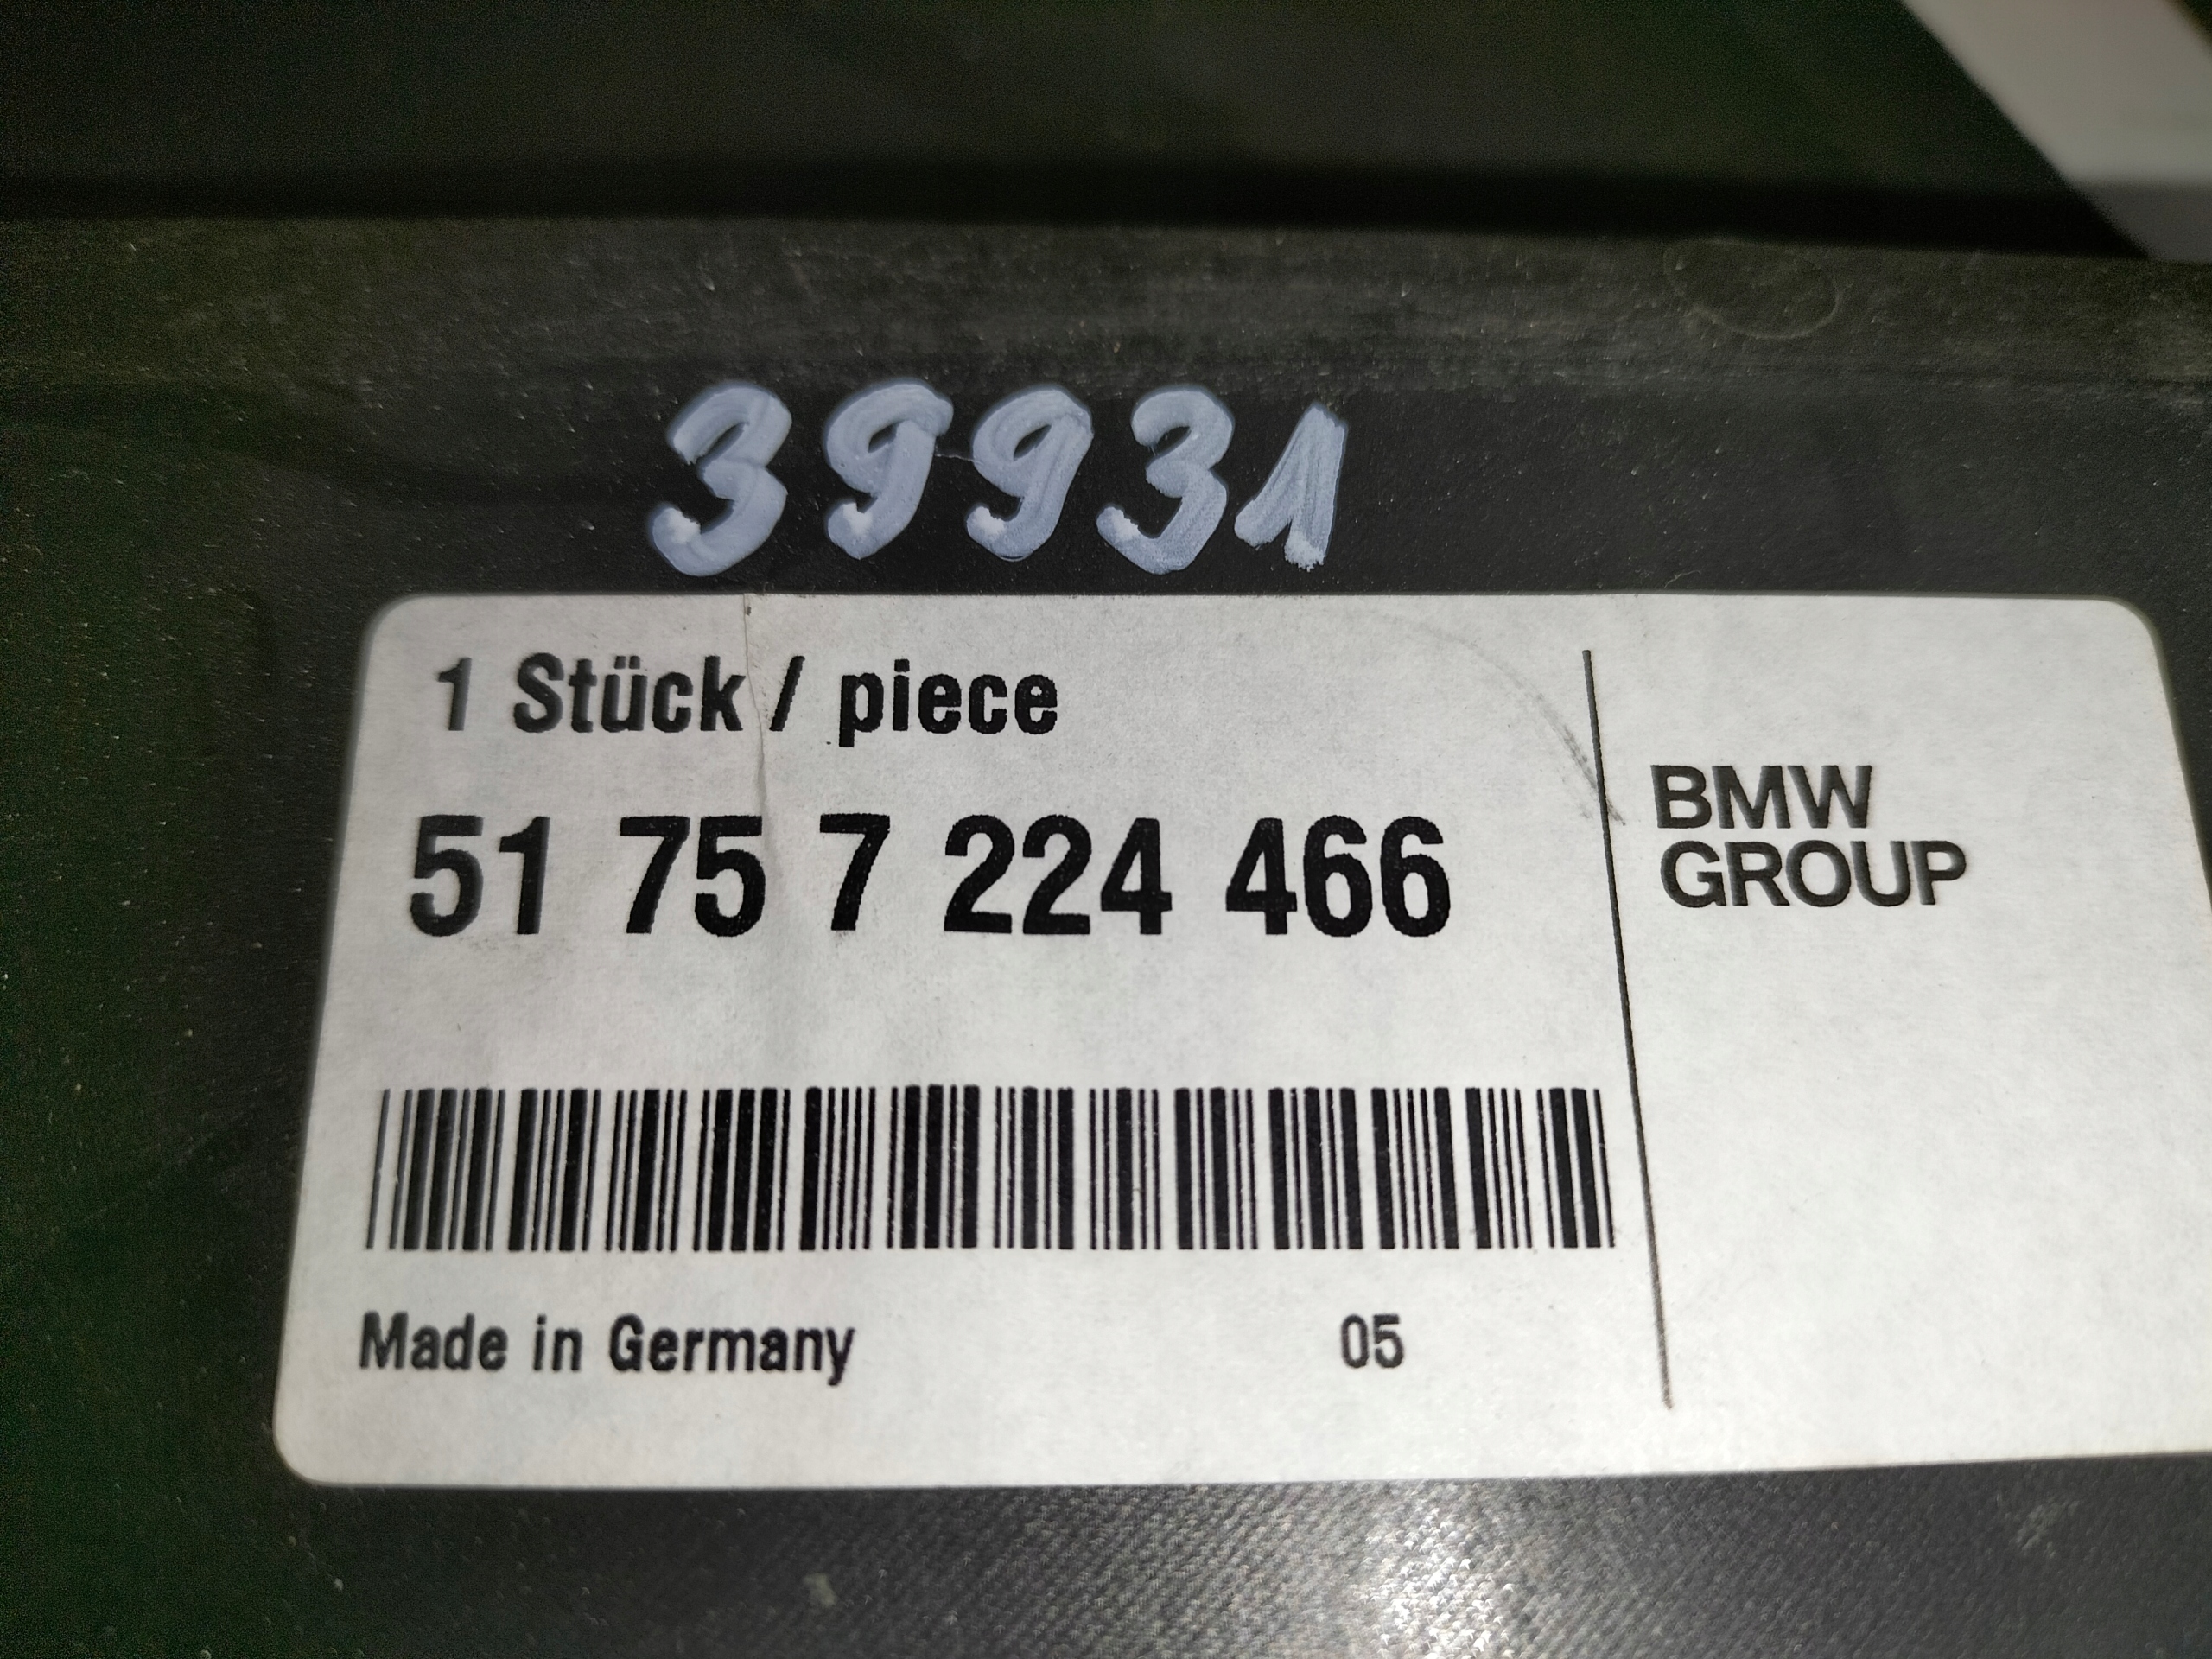 39931
1 Stück / piece
51 75 7 224 466
BMW
GROUP
Made in Germany
05